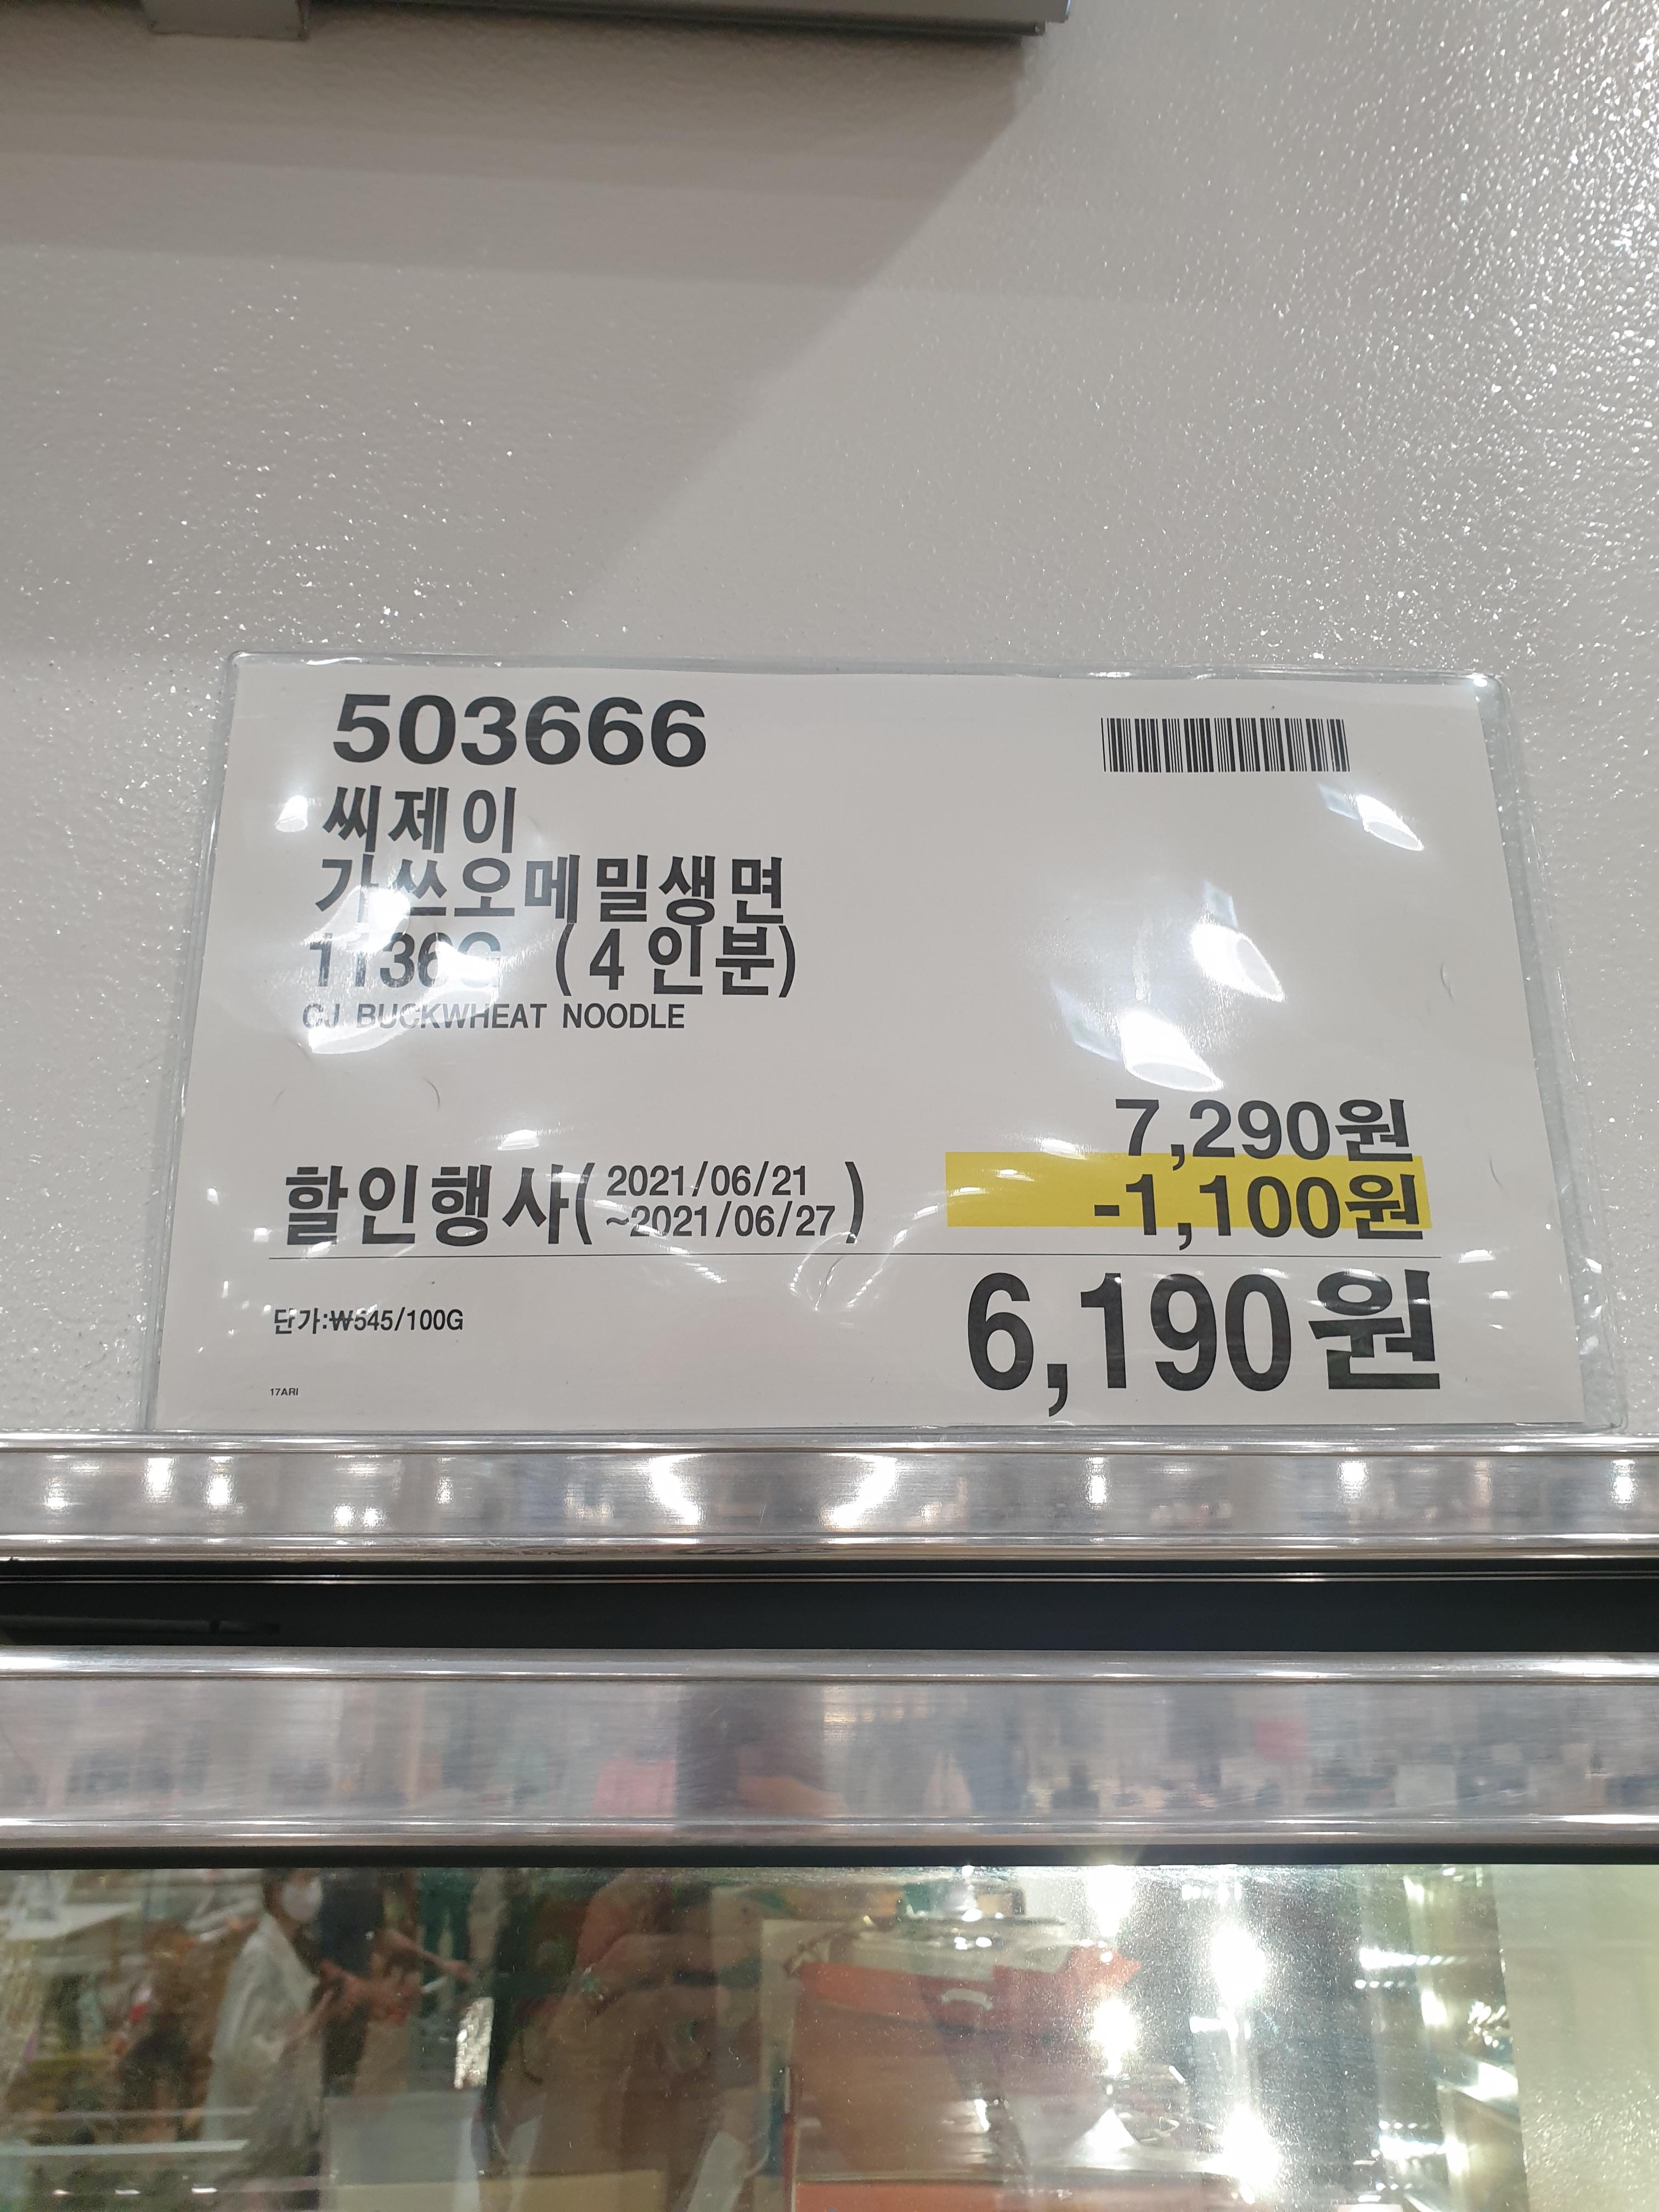 503666
씨제이
가쓰오메밀생면
1136G (4인분)
CJ BUCKWHEAT NOODLE
7,290원
할인행사(2021/06/21
~2021/06/27)
-1,100원
6,190원
단가:₩545/100G
17ARI